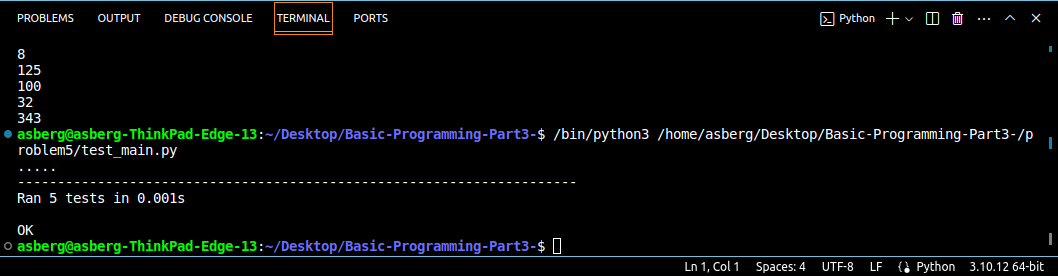 PROBLEMS OUTPUT DEBUG CONSOLE TERMINAL PORTS Python
8
125
100
32
343
asberg@asberg-ThinkPad-Edge-13:~/Desktop/Basic-Programming-Part3-$ /bin/python3 /home/asberg/Desktop/Basic-Programming-Part3-/p
roblem5/test_main.py
.....
----------------------------------------------------------------------
Ran 5 tests in 0.001s
OK
asberg@asberg-ThinkPad-Edge-13:~/Desktop/Basic-Programming-Part3-$
Ln 1, Col 1 Spaces: 4 UTF-8 LF Python 3.10.12 64-bit